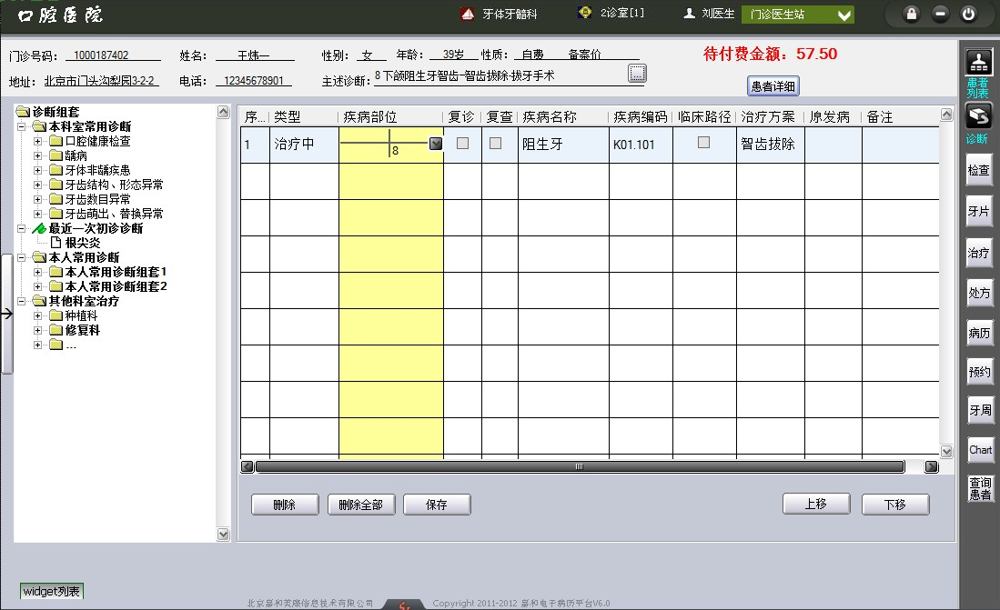 口腔医院
牙体牙髓科
2诊室[1]
刘医生
门诊医生站
门诊号码: 1000187402 姓名: 王炜一 性别: 女 年龄: 39岁 性质: 自费 备案价
待付费金额: 57.50
地址: 北京市门头沟梨园3-2-2 电话: 12345678901 主述诊断: 8下颌阻生牙智齿-智齿拔除-拔牙手术
患者详细
诊断组套
本科室常用诊断
口腔健康检查
龋病
牙体非龋疾患
牙齿结构、形态异常
牙齿数目异常
牙齿萌出、替换异常
最近一次初诊诊断
根尖炎
本人常用诊断
本人常用诊断组套1
本人常用诊断组套2
其他科室治疗
种植科
修复科
...
序... 类型 疾病部位 复诊 复查 疾病名称 疾病编码 临床路径 治疗方案 原发病 备注
1 治疗中 8 阻生牙 K01.101 智齿拔除
删除 删除全部 保存 上移 下移
患者
列表
诊断
检查
牙片
治疗
处方
病历
预约
牙周
Chart
查询
患者
widget列表
北京嘉和美康信息技术有限公司 Copyright 2011-2012 嘉和电子病历平台V6.0